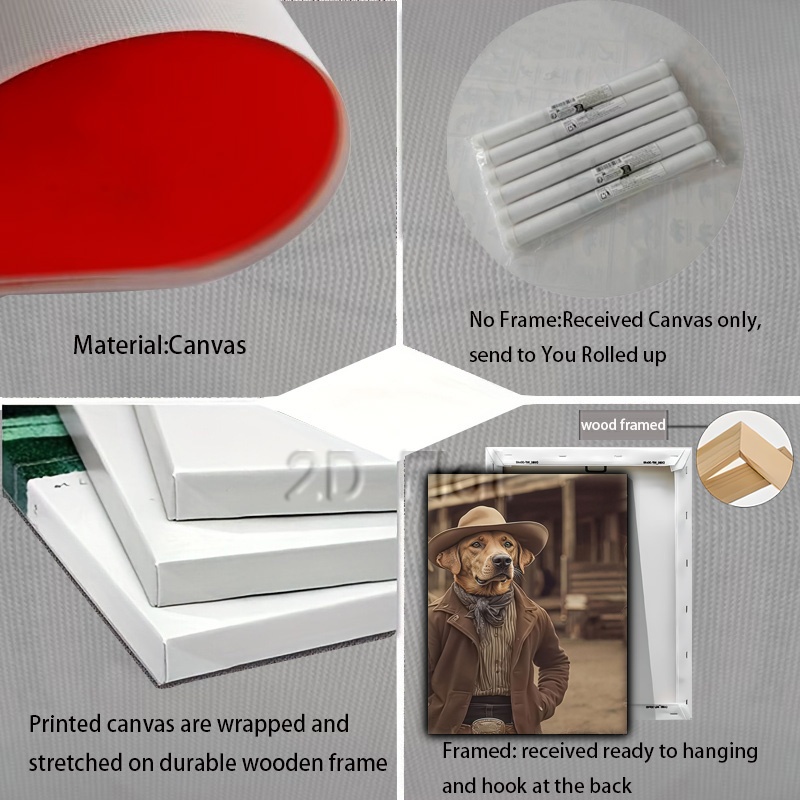 Material:Canvas
No Frame:Received Canvas only,
send to You Rolled up
wood framed
2D
Printed canvas are wrapped and
stretched on durable wooden frame
Framed: received ready to hanging
and hook at the back